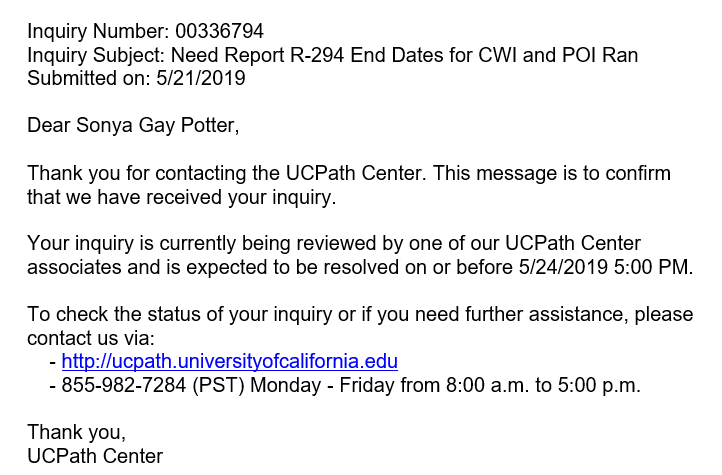 Inquiry Number: 00336794
Inquiry Subject: Need Report R-294 End Dates for CWI and POI Ran
Submitted on: 5/21/2019
Dear Sonya Gay Potter,
Thank you for contacting the UCPath Center. This message is to confirm
that we have received your inquiry.
Your inquiry is currently being reviewed by one of our UCPath Center
associates and is expected to be resolved on or before 5/24/2019 5:00 PM.
To check the status of your inquiry or if you need further assistance, please
contact us via:
- http://ucpath.universityofcalifornia.edu
- 855-982-7284 (PST) Monday - Friday from 8:00 a.m. to 5:00 p.m.
Thank you,
UCPath Center